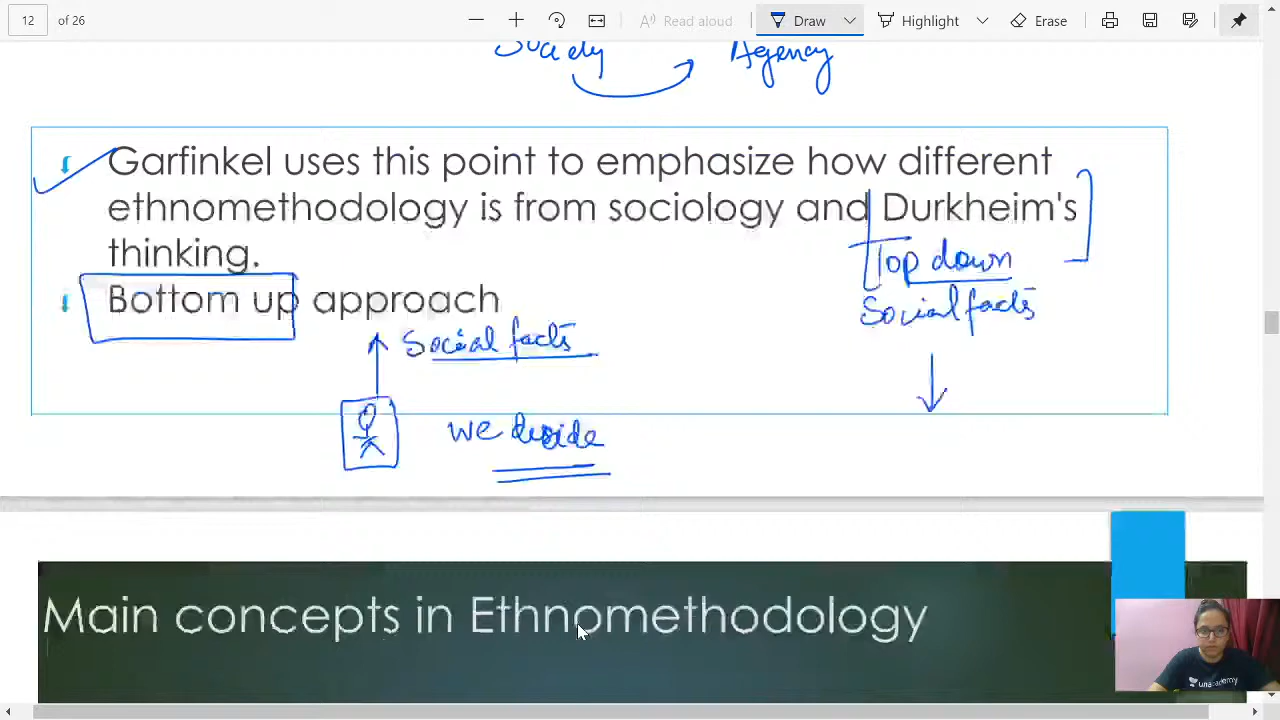 12 of 26 Read aloud Draw Highlight Erase
Society Agency
Garfinkel uses this point to emphasize how different
ethnomethodology is from sociology and Durkheim's
thinking.
Top down
Bottom up approach
Social facts
Social facts
we decide
Main concepts in Ethnomethodology
unacademy